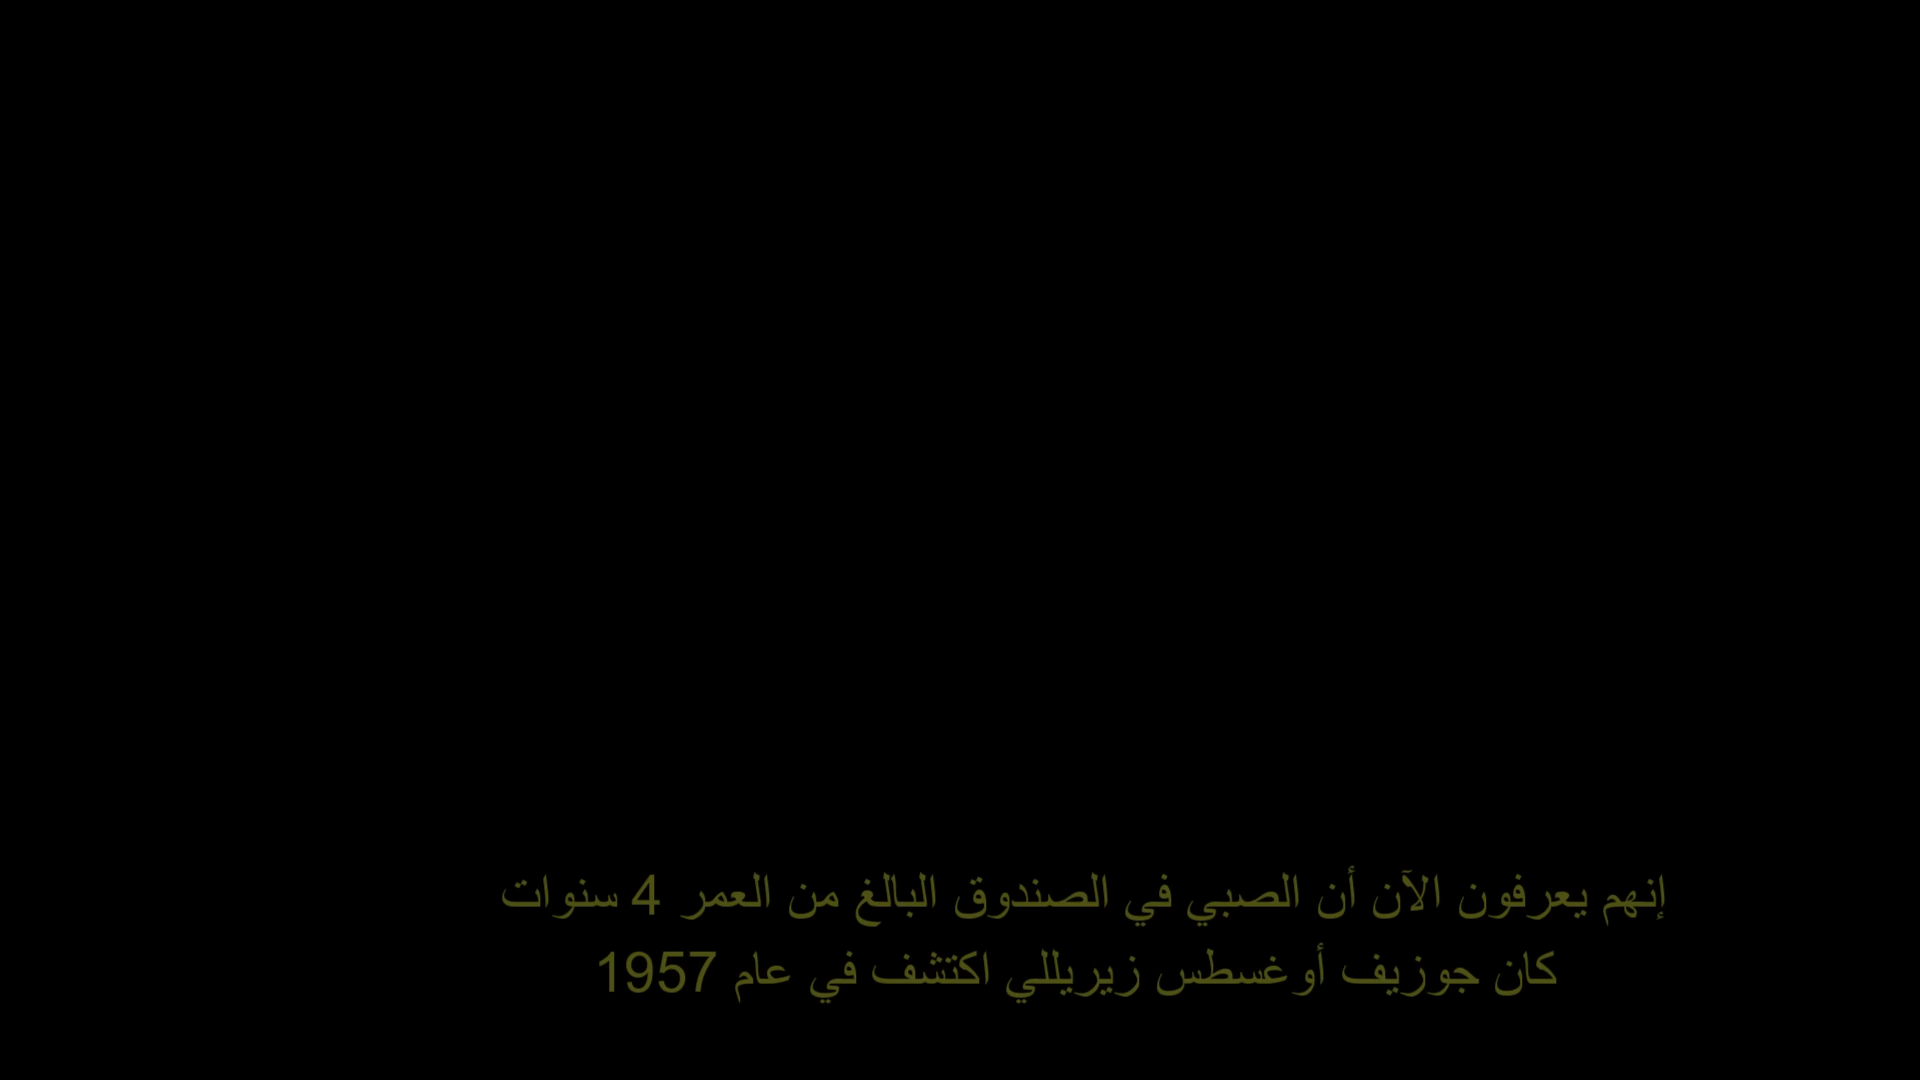 إنهم يعرفون الآن أن الصبي في الصندوق البالغ من العمر 4 سنوات
كان جوزيف أوغسطس زيريللي اكتشف في عام 1957